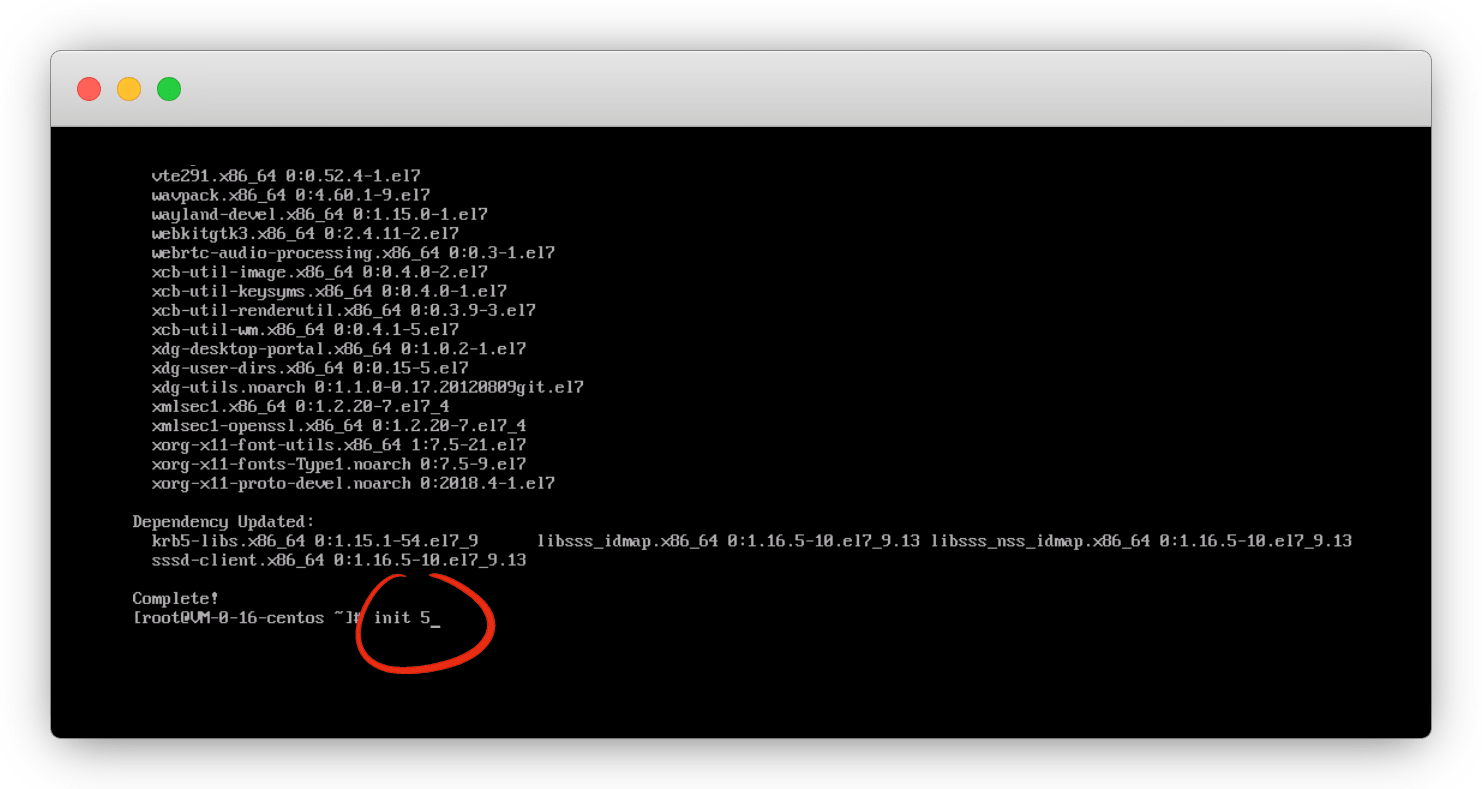 vte291.x86_64 0:0.52.4-1.el7
wavpack.x86_64 0:4.60.1-9.el7
wayland-devel.x86_64 0:1.15.0-1.el7
webkitgtk3.x86_64 0:2.4.11-2.el7
webrtc-audio-processing.x86_64 0:0.3-1.el7
xcb-util-image.x86_64 0:0.4.0-2.el7
xcb-util-keysyms.x86_64 0:0.4.0-1.el7
xcb-util-renderutil.x86_64 0:0.3.9-3.el7
xcb-util-wm.x86_64 0:0.4.1-5.el7
xdg-desktop-portal.x86_64 0:1.0.2-1.el7
xdg-user-dirs.x86_64 0:0.15-5.el7
xdg-utils.noarch 0:1.1.0-0.17.20120809git.el7
xmlsec1.x86_64 0:1.2.20-7.el7_4
xmlsec1-openssl.x86_64 0:1.2.20-7.el7_4
xorg-x11-font-utils.x86_64 1:7.5-21.el7
xorg-x11-fonts-Type1.noarch 0:7.5-9.el7
xorg-x11-proto-devel.noarch 0:2018.4-1.el7
Dependency Updated:
krb5-libs.x86_64 0:1.15.1-54.el7_9 libsss_idmap.x86_64 0:1.16.5-10.el7_9.13 libsss_nss_idmap.x86_64 0:1.16.5-10.el7_9.13
sssd-client.x86_64 0:1.16.5-10.el7_9.13
Complete!
[root@VM-0-16-centos ~]# init 5_